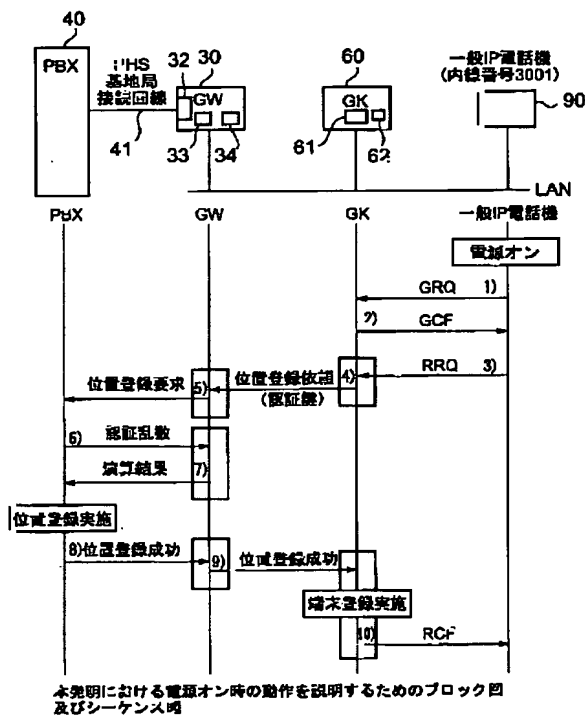 40
PBX
PHS
基地局
接続回線
41
32
30
GW
33
34
60
GK
61
62
一般IP電話機
(内線番号3001)
90
LAN
PBX
GW
GK
一般IP電話機
電源オン
GRQ 1)
2) GCF
RRQ 3)
位置登録依頼 4)
(認証鍵)
位置登録要求 5)
6) 認証乱数
演算結果 7)
位置登録実施
8)位置登録成功
9) 位置登録成功
端末登録実施
10) RCF
本発明における電源オン時の動作を説明するためのブロック図
及びシーケンス図